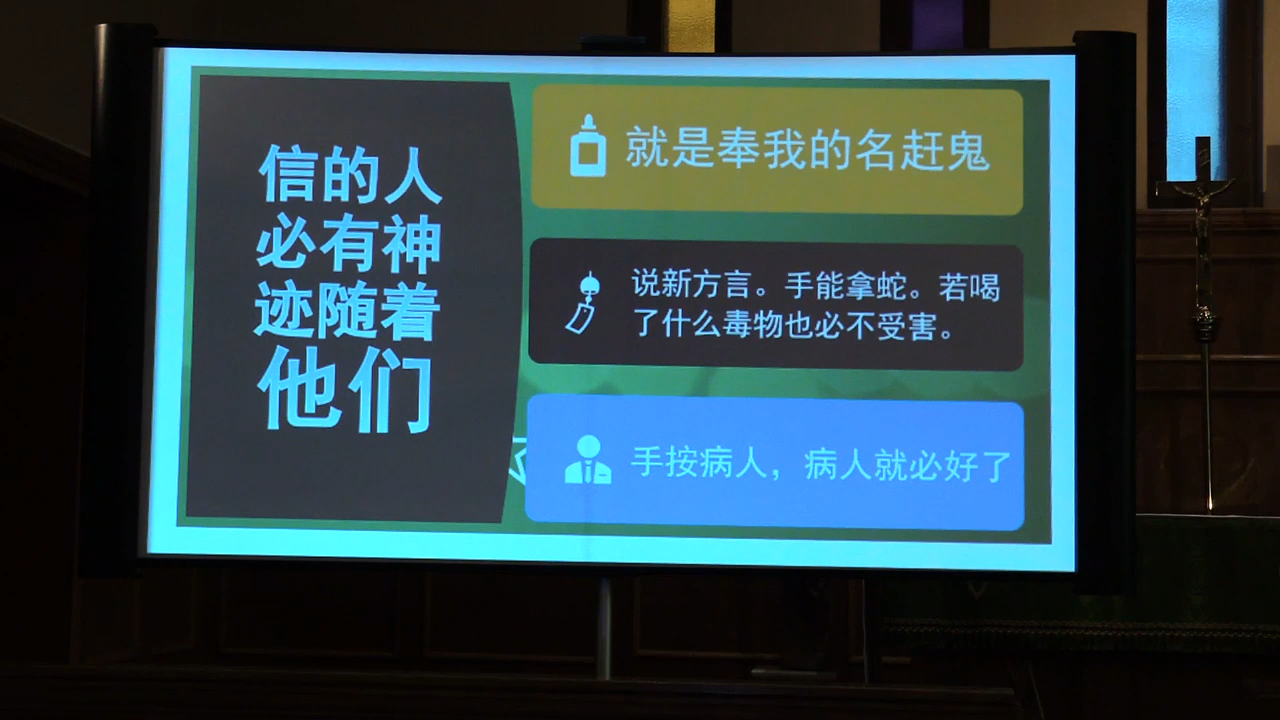 信的人
必有神
迹随着
他们
就是奉我的名赶鬼
说新方言。手能拿蛇。若喝
了什么毒物也必不受害。
手按病人，病人就必好了